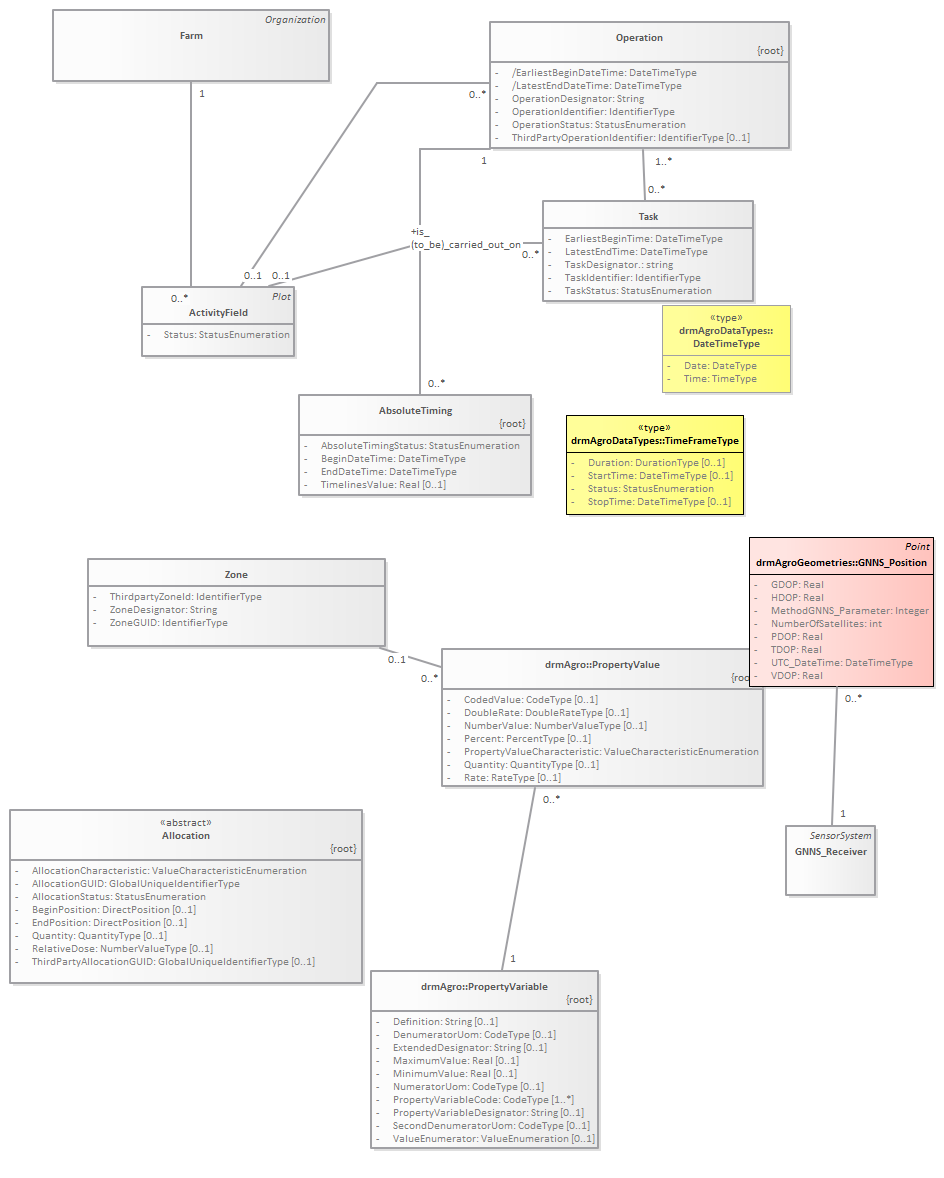 Organization
Farm
1
0..*
Operation
{root}
- /EarliestBeginDateTime: DateTimeType
- /LatestEndDateTime: DateTimeType
- OperationDesignator: String
- OperationIdentifier: IdentifierType
- OperationStatus: StatusEnumeration
- ThirdPartyOperationIdentifier: IdentifierType [0..1]
0..*
1
1..*
0..*
Task
- EarliestBeginTime: DateTimeType
- LatestEndTime: DateTimeType
- TaskDesignator.: string
- TaskIdentifier: IdentifierType
- TaskStatus: StatusEnumeration
+is_
(to_be)_carried_out_on
0..*
0..1
0..1
Plot
ActivityField
- Status: StatusEnumeration
«type»
drmAgroDataTypes::
DateTimeType
- Date: DateType
- Time: TimeType
0..*
AbsoluteTiming
{root}
- AbsoluteTimingStatus: StatusEnumeration
- BeginDateTime: DateTimeType
- EndDateTime: DateTimeType
- TimelinesValue: Real [0..1]
«type»
drmAgroDataTypes::TimeFrameType
- Duration: DurationType [0..1]
- StartTime: DateTimeType [0..1]
- Status: StatusEnumeration
- StopTime: DateTimeType [0..1]
Point
drmAgroGeometries::GNNS_Position
- GDOP: Real
- HDOP: Real
- MethodGNNS_Parameter: Integer
- NumberOfSatellites: int
- PDOP: Real
- TDOP: Real
- UTC_DateTime: DateTimeType
- VDOP: Real
Zone
- ThirdpartyZoneId: IdentifierType
- ZoneDesignator: String
- ZoneGUID: IdentifierType
0..1
0..*
drmAgro::PropertyValue
{roo
- CodedValue: CodeType [0..1]
- DoubleRate: DoubleRateType [0..1]
- NumberValue: NumberValueType [0..1]
- Percent: PercentType [0..1]
- PropertyValueCharacteristic: ValueCharacteristicEnumeration
- Quantity: QuantityType [0..1]
- Rate: RateType [0..1]
0..*
0..*
1
SensorSystem
GNNS_Receiver
«abstract»
Allocation
{root}
- AllocationCharacteristic: ValueCharacteristicEnumeration
- AllocationGUID: GlobalUniqueIdentifierType
- AllocationStatus: StatusEnumeration
- BeginPosition: DirectPosition [0..1]
- EndPosition: DirectPosition [0..1]
- Quantity: QuantityType [0..1]
- RelativeDose: NumberValueType [0..1]
- ThirdPartyAllocationGUID: GlobalUniqueIdentifierType [0..1]
1
drmAgro::PropertyVariable
{root}
- Definition: String [0..1]
- DenumeratorUom: CodeType [0..1]
- ExtendedDesignator: String [0..1]
- MaximumValue: Real [0..1]
- MinimumValue: Real [0..1]
- NumeratorUom: CodeType [0..1]
- PropertyVariableCode: CodeType [1..*]
- PropertyVariableDesignator: String [0..1]
- SecondDenumeratorUom: CodeType [0..1]
- ValueEnumerator: ValueEnumeration [0..1]